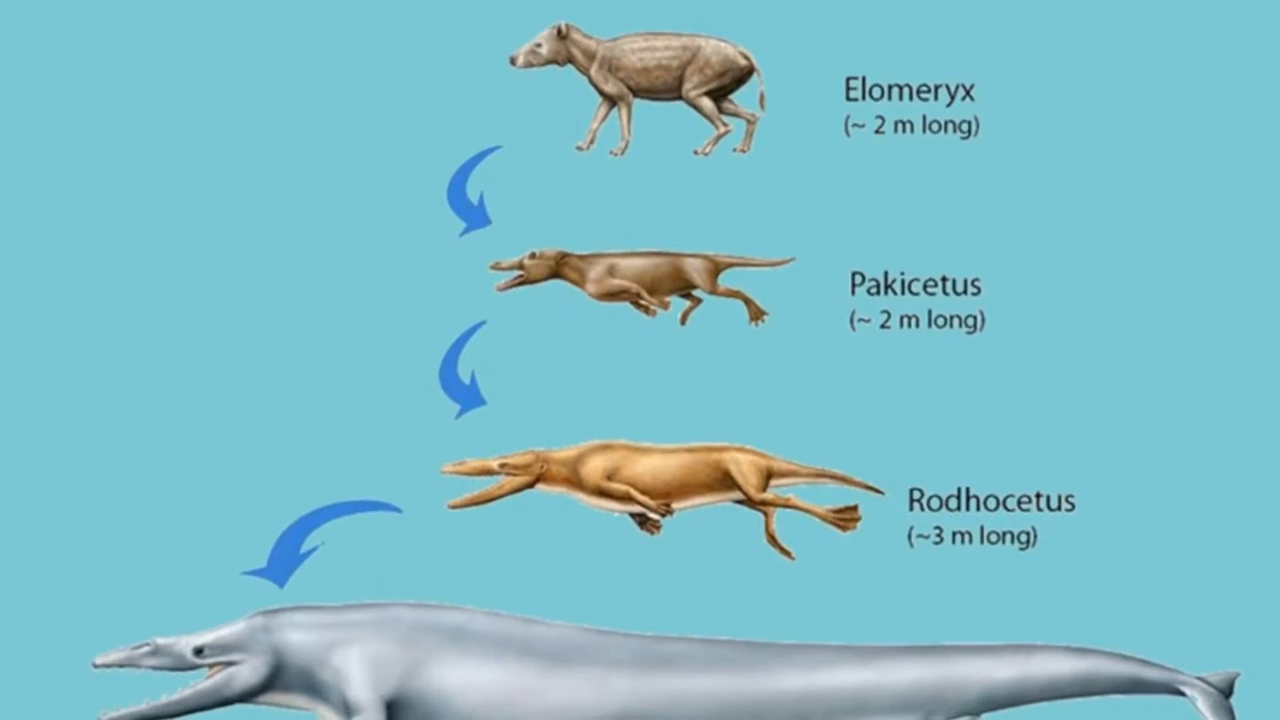 Elomeryx
(~ 2 m long)
Pakicetus
(~ 2 m long)
Rodhocetus
(~3 m long)